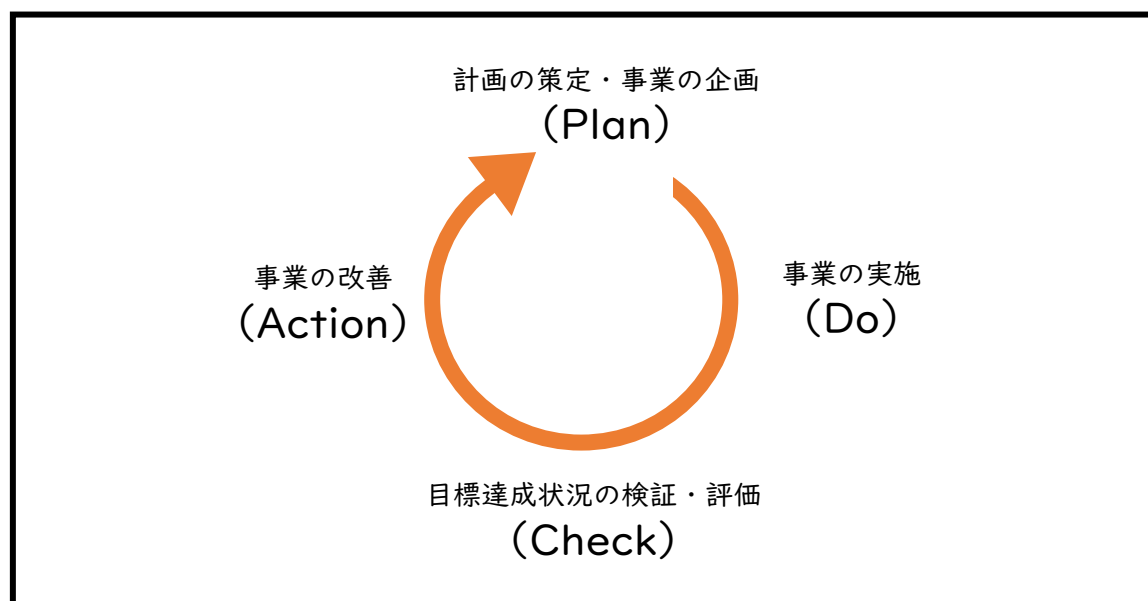 計画の策定・事業の企画
（Plan）
事業の実施
（Do）
目標達成状況の検証・評価
（Check）
事業の改善
（Action）